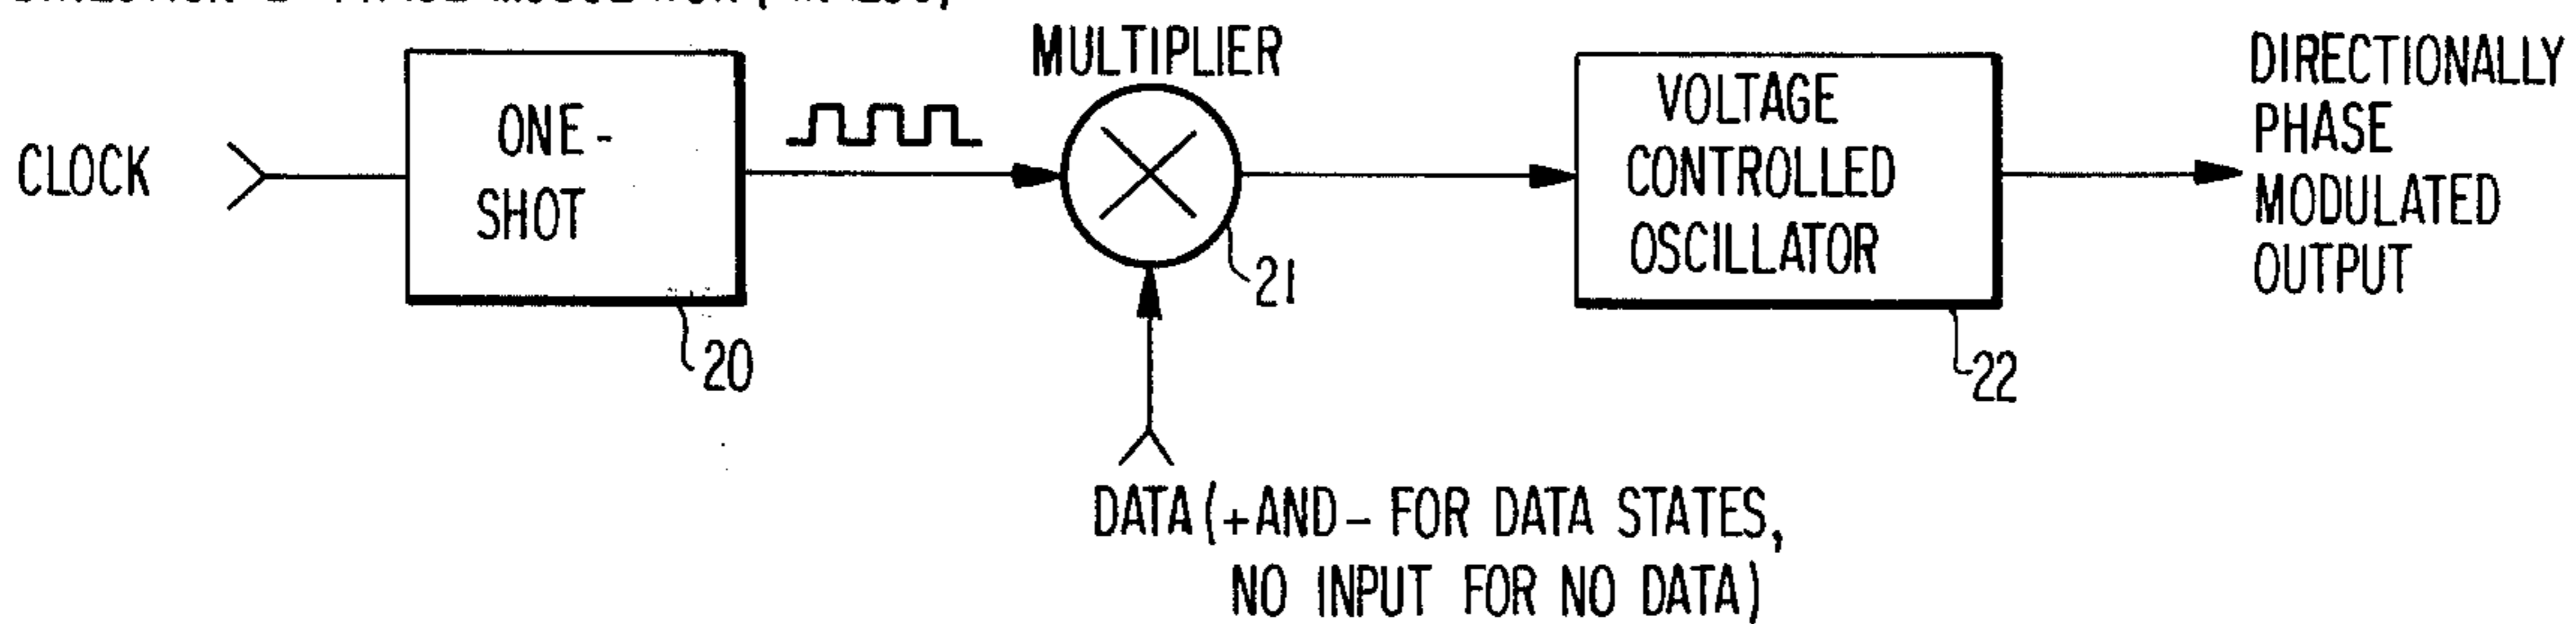 MULTIPLIER
CLOCK
ONE-
SHOT
VOLTAGE
CONTROLLED
OSCILLATOR
DIRECTIONALLY
PHASE
MODULATED
OUTPUT
20
21
22
DATA (+AND- FOR DATA STATES,
NO INPUT FOR NO DATA)